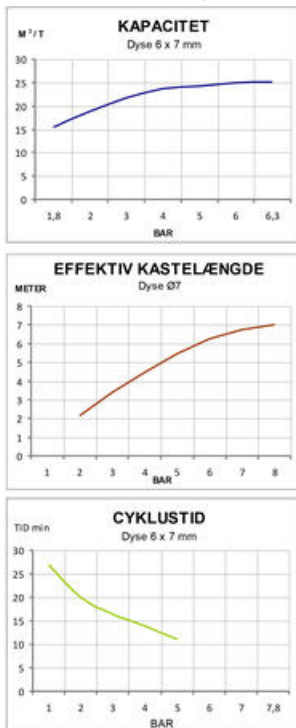 KAPACITET
M³/T
Dyse 6 x 7 mm
30
25
20
15
10
5
0
1,8 2 3 4 5 6 6,3
BAR
EFFEKTIV KASTELÆNGDE
METER
Dyse Ø7
8
7
6
5
4
3
2
1
0
1 2 3 4 5 6 7 8
BAR
CYKLUSTID
TID min
Dyse 6 x 7 mm
30
25
20
15
10
5
0
1 2 3 4 5 6 7 7,8
BAR